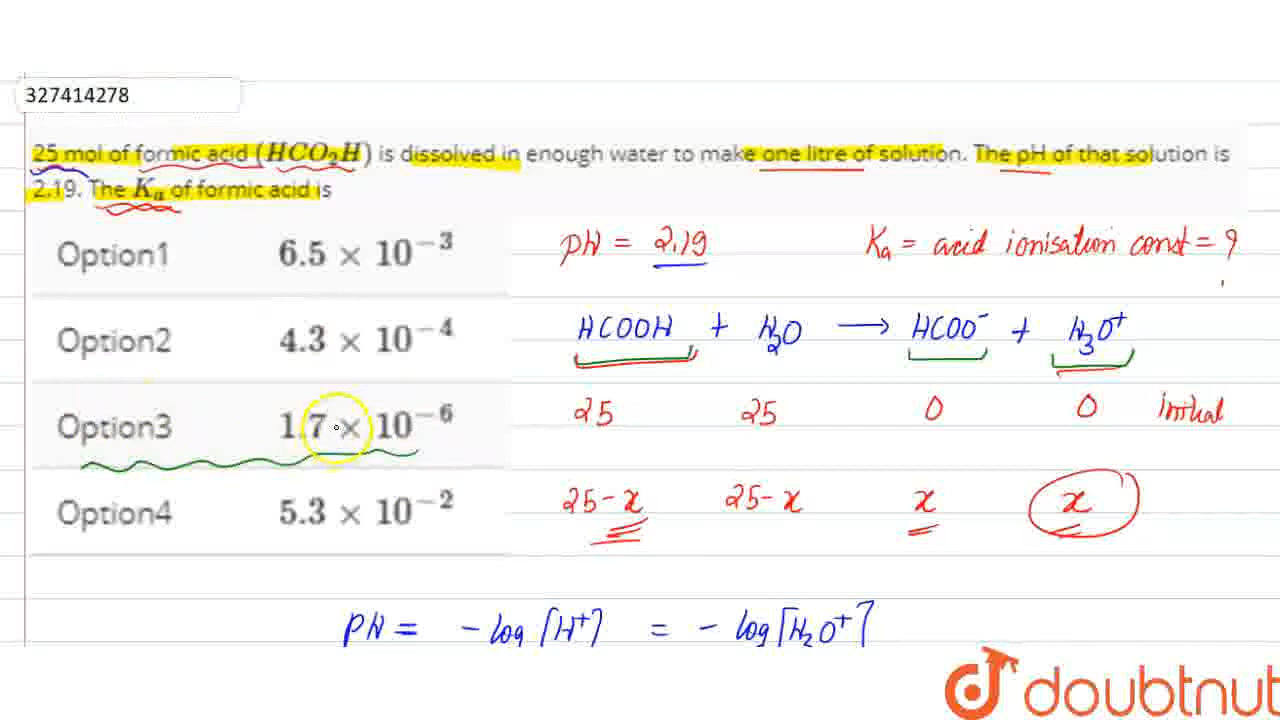 327414278
25 mol of formic acid (HCO₂H) is dissolved in enough water to make one litre of solution. The pH of that solution is
2.19. The Kₐ of formic acid is
Option1 6.5 × 10⁻³
pH = 2.19 Kₐ = acid ionisation const = ?
Option2 4.3 × 10⁻⁴
HCOOH + H₂O → HCOO⁻ + H₃O⁺
Option3 1.7 × 10⁻⁶
25 25 0 0 initial
Option4 5.3 × 10⁻²
25-x 25-x x x
pH = -log[H⁺] = -log[H₃O⁺]
doubtnut